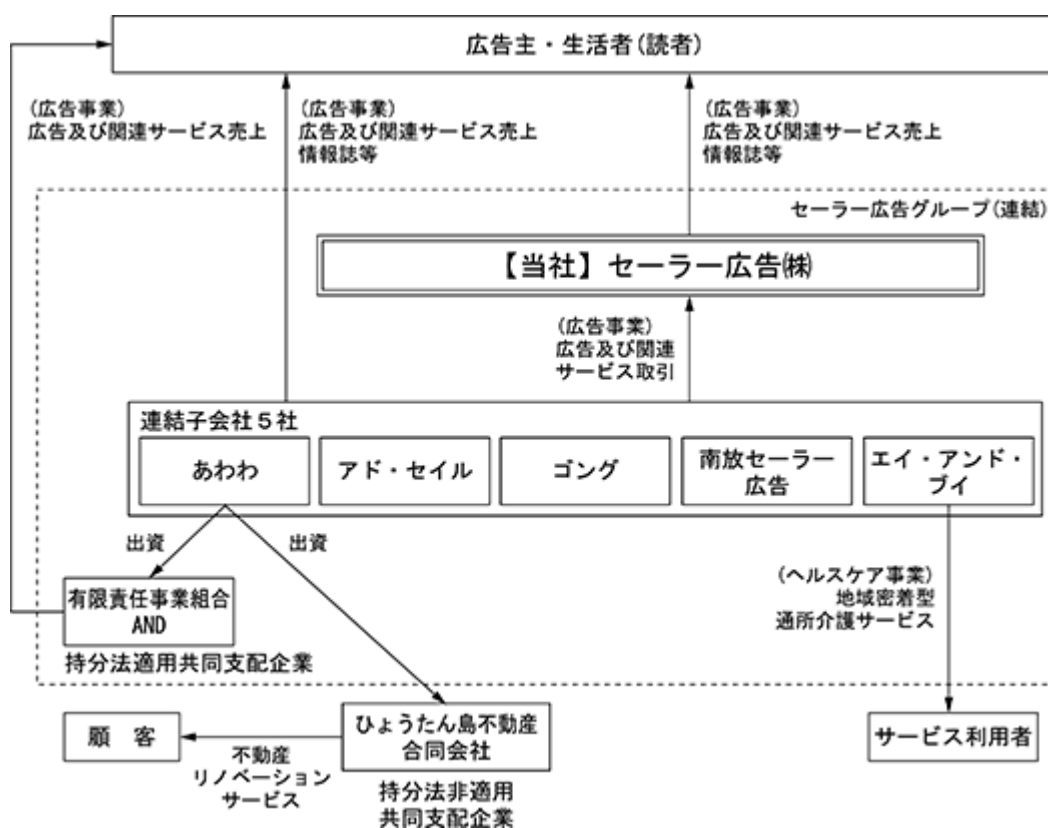 広告主・生活者(読者)
(広告事業)
広告及び関連サービス売上
(広告事業)
広告及び関連サービス売上
情報誌等
(広告事業)
広告及び関連サービス売上
情報誌等
セーラー広告グループ(連結)
【当社】セーラー広告㈱
(広告事業)
広告及び関連
サービス取引
連結子会社５社
あわわ
アド・セイル
ゴング
南放セーラー
広告
エイ・アンド・
ブイ
出資
出資
有限責任事業組合
AND
持分法適用共同支配企業
(ヘルスケア事業)
地域密着型
通所介護サービス
顧　客
不動産
リノベーション
サービス
ひょうたん島不動産
合同会社
持分法非適用
共同支配企業
サービス利用者